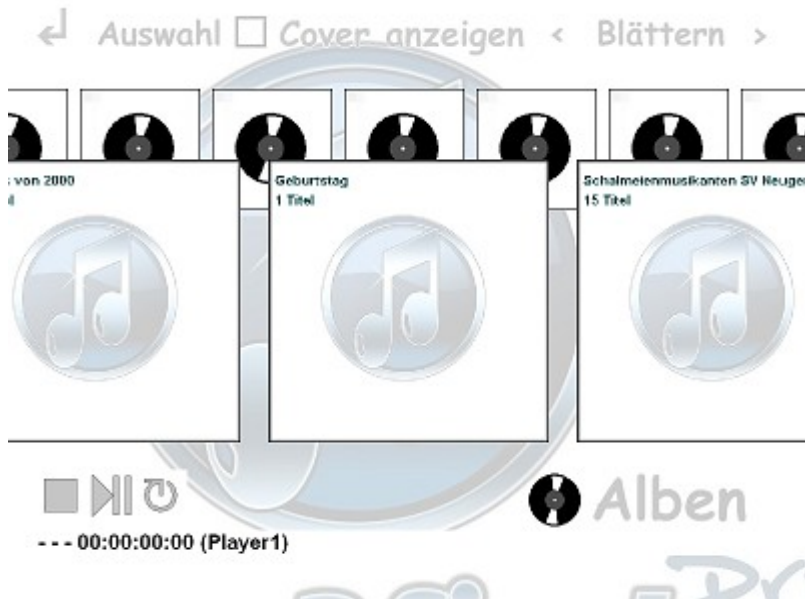 Auswahl Cover anzeigen < Blättern >
von 2000
Geburtstag
1 Titel
Schalmeienmusikanten SV Neuge
15 Titel
Alben
- - - 00:00:00:00 (Player1)